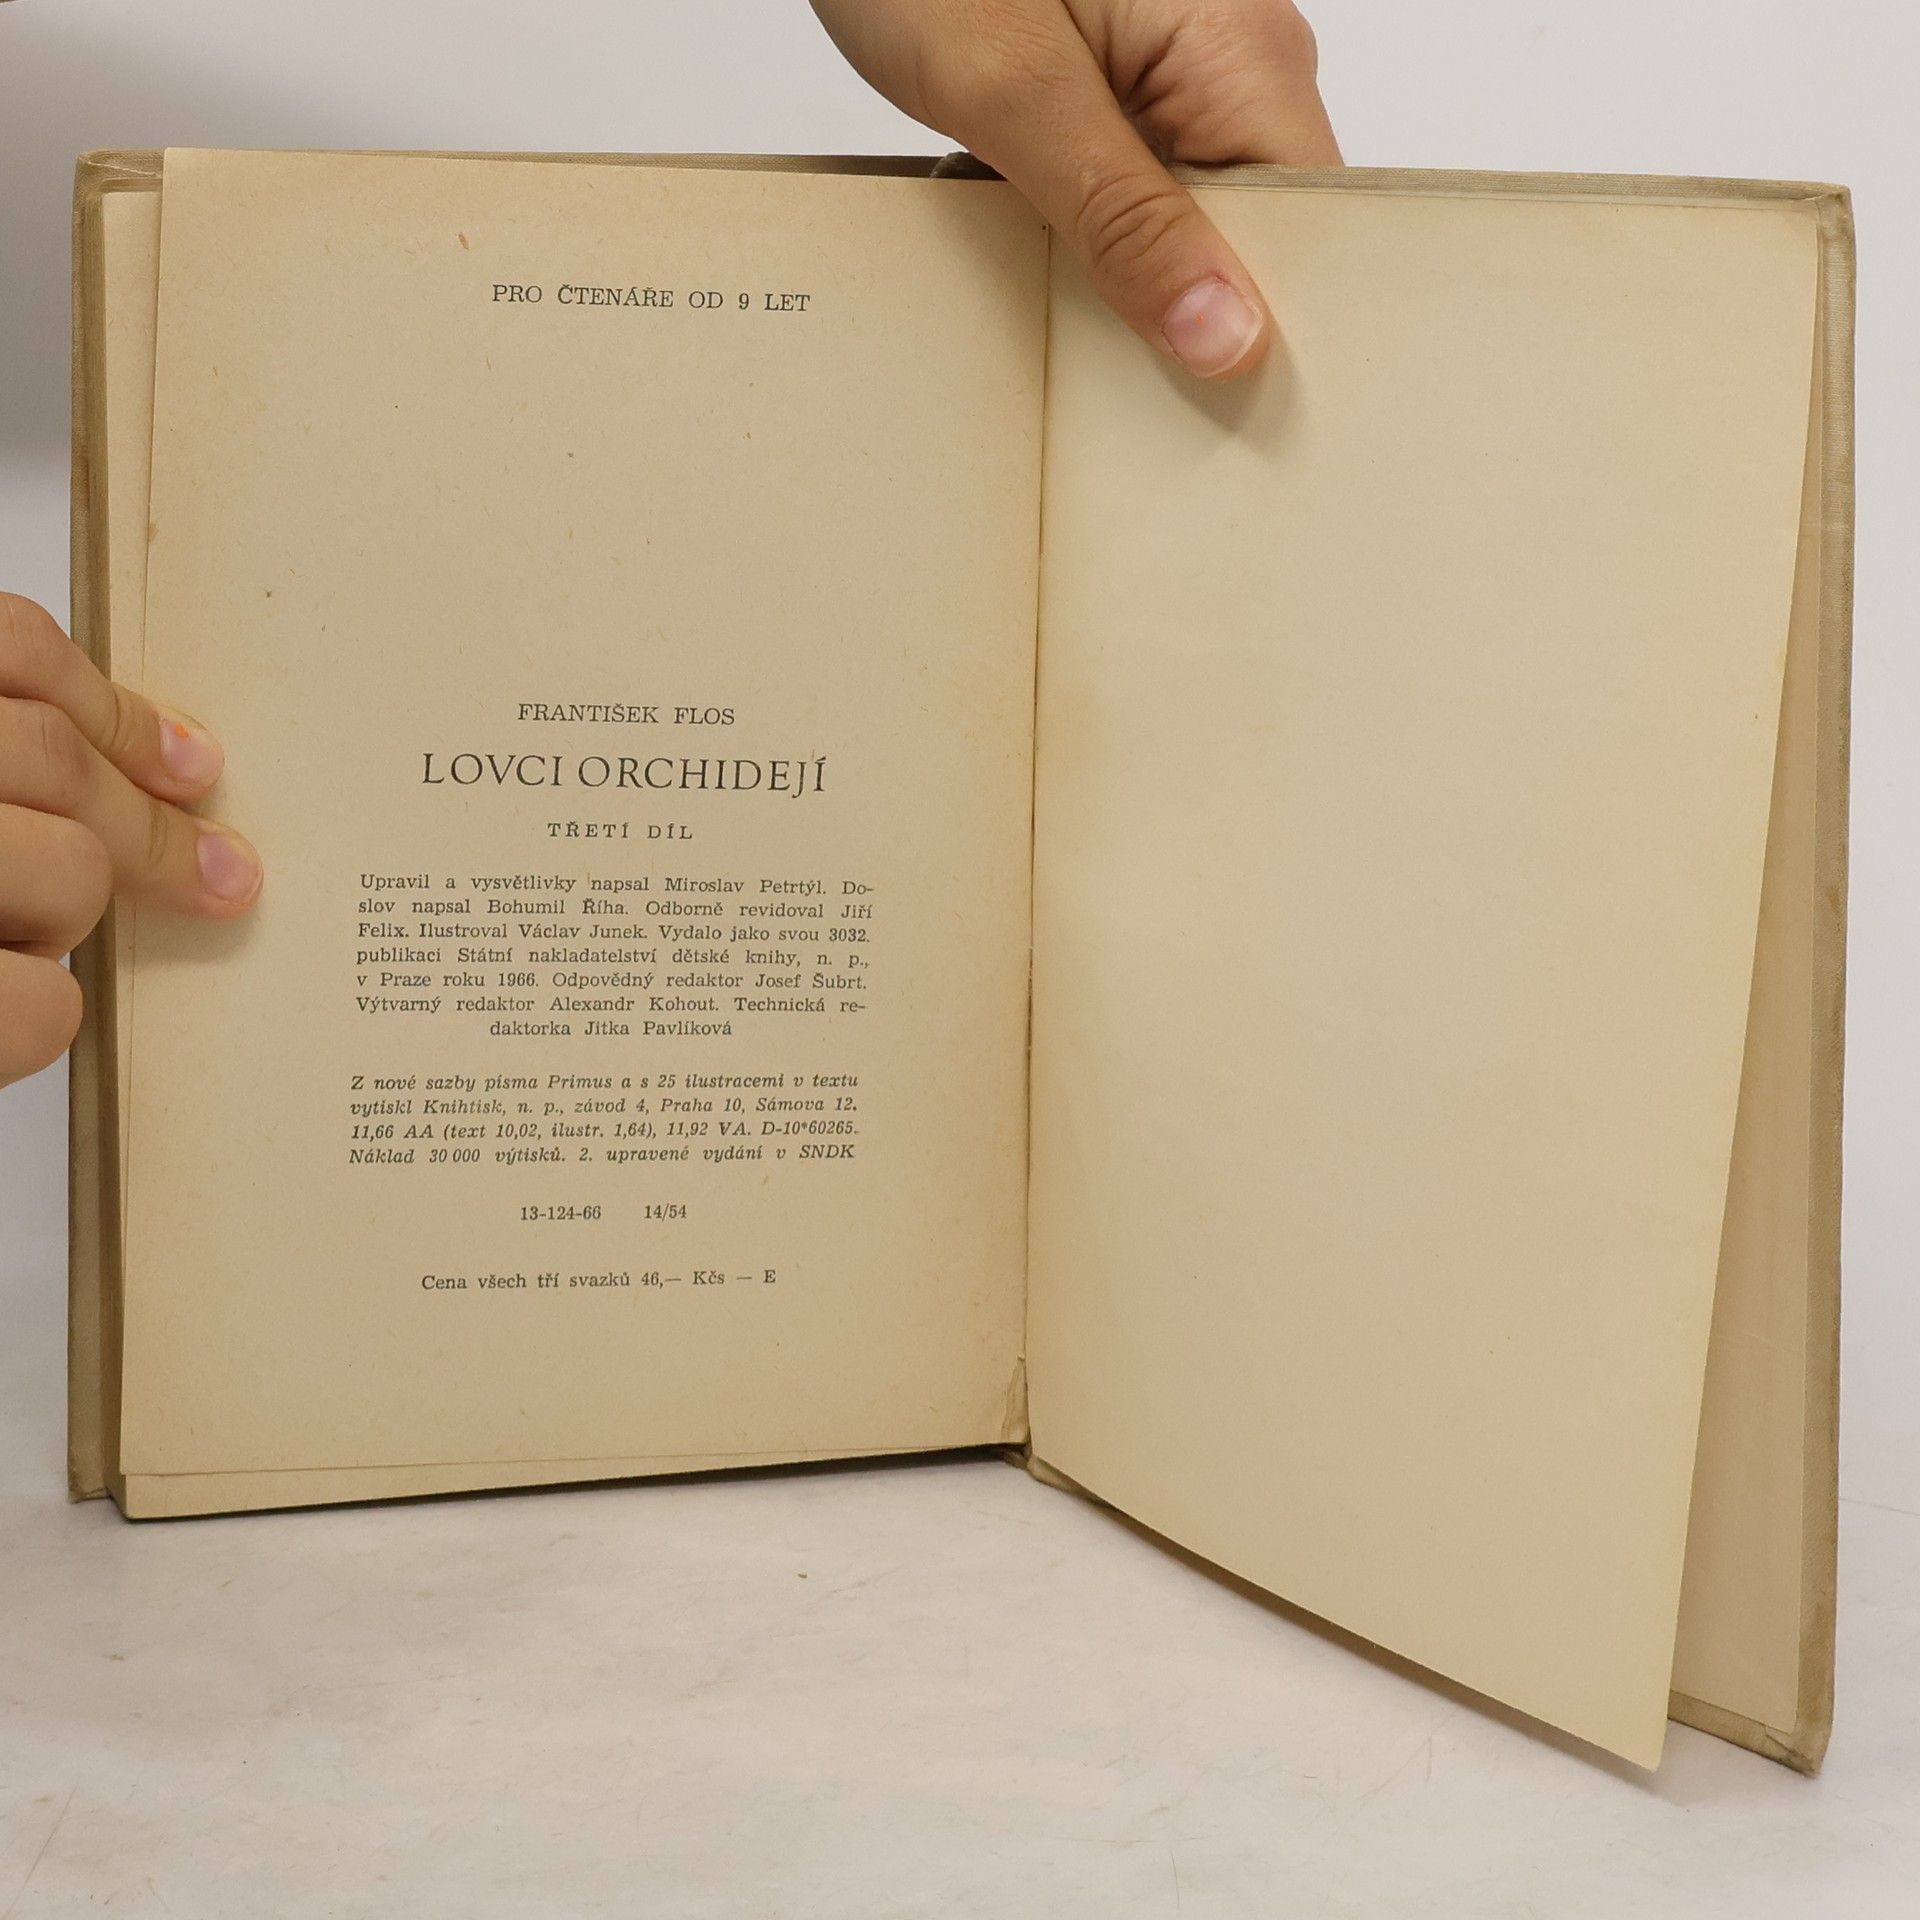 PRO ČTENÁŘE OD 9 LET
FRANTIŠEK FLOS
LOVCI ORCHIDEJÍ
TŘETÍ DÍL
Upravil a vysvětlivky napsal Miroslav Petrtýl. Do-
slov napsal Bohumil Říha. Odborně revidoval Jiří
Felix. Ilustroval Václav Junek. Vydalo jako svou 3032.
publikaci Státní nakladatelství dětské knihy, n. p.,
v Praze roku 1966. Odpovědný redaktor Josef Šubrt.
Výtvarný redaktor Alexandr Kohout. Technická re-
daktorka Jitka Pavlíková
Z nové sazby písma Primus a s 25 ilustracemi v textu
vytiskl Knihtisk, n. p., závod 4, Praha 10, Sámova 12.
11,66 AA (text 10,02, ilustr. 1,64), 11,92 VA. D-10*60265.
Náklad 30 000 výtisků. 2. upravené vydání v SNDK
13-124-66 14/54
Cena všech tří svazků 46,— Kčs — E